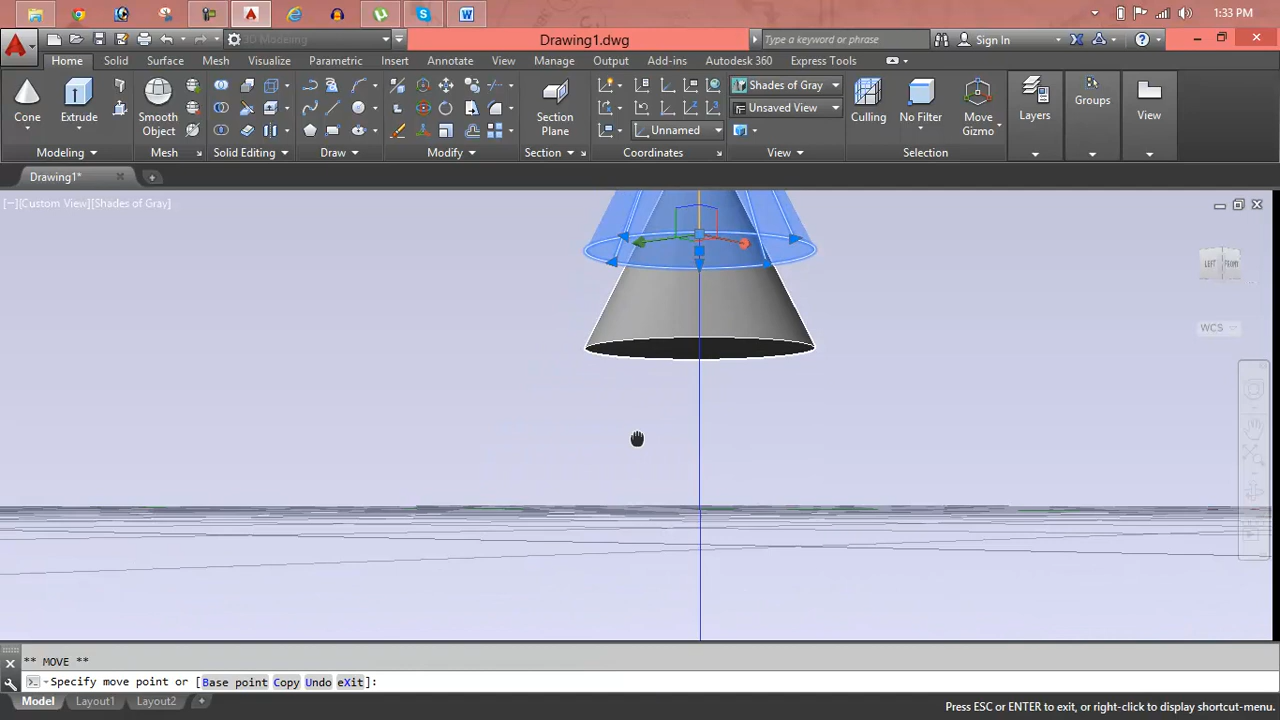 1:33 PM
3D Modeling
Drawing1.dwg
Type a keyword or phrase
Sign In
Home
Solid
Surface
Mesh
Visualize
Parametric
Insert
Annotate
View
Manage
Output
Add-ins
Autodesk 360
Express Tools
Cone
Extrude
Smooth
Object
Section
Plane
Shades of Gray
Unsaved View
Unnamed
Culling
No Filter
Move
Gizmo
Layers
Groups
View
Modeling
Mesh
Solid Editing
Draw
Modify
Section
Coordinates
View
Selection
Drawing1*
[−][Custom View][Shades of Gray]
LEFT
FRONT
WCS
** MOVE **
Specify move point or [Base point Copy Undo eXit]:
Model
Layout1
Layout2
Press ESC or ENTER to exit, or right-click to display shortcut-menu.